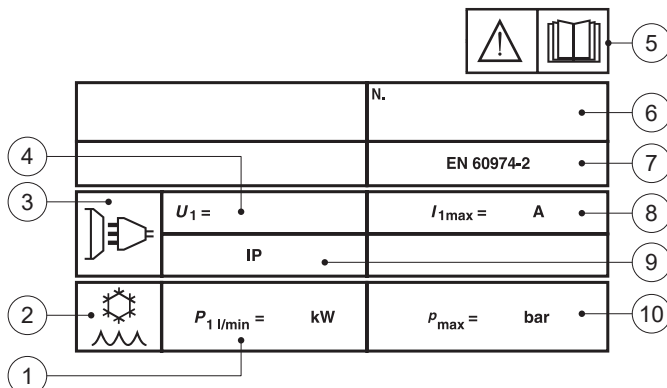 5
N.
6
4
EN 60974-2
7
3
U1 =
I1max = A
8
IP
9
2
P1 l/min = kW
pmax = bar
10
1